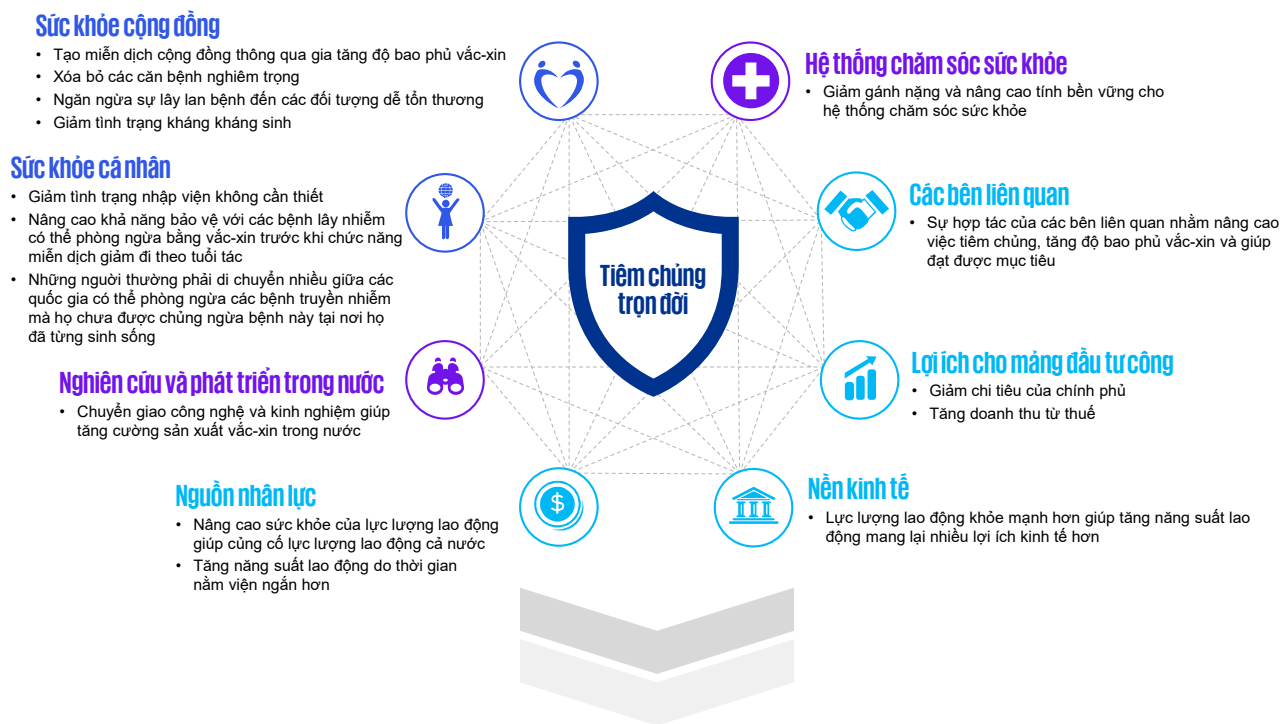 Sức khỏe cộng đồng
• Tạo miễn dịch cộng đồng thông qua gia tăng độ bao phủ vắc-xin
• Xóa bỏ các căn bệnh nghiêm trọng
• Ngăn ngừa sự lây lan bệnh đến các đối tượng dễ tổn thương
• Giảm tình trạng kháng kháng sinh
Sức khỏe cá nhân
• Giảm tình trạng nhập viện không cần thiết
• Nâng cao khả năng bảo vệ với các bệnh lây nhiễm
có thể phòng ngừa bằng vắc-xin trước khi chức năng
miễn dịch giảm đi theo tuổi tác
• Những người thường phải di chuyển nhiều giữa các
quốc gia có thể phòng ngừa các bệnh truyền nhiễm
mà họ chưa được chủng ngừa bệnh này tại nơi họ
đã từng sinh sống
Nghiên cứu và phát triển trong nước
• Chuyển giao công nghệ và kinh nghiệm giúp
tăng cường sản xuất vắc-xin trong nước
Nguồn nhân lực
• Nâng cao sức khỏe của lực lượng lao động
giúp củng cố lực lượng lao động cả nước
• Tăng năng suất lao động do thời gian
nằm viện ngắn hơn
Tiêm chủng
trọn đời
$
Hệ thống chăm sóc sức khỏe
• Giảm gánh nặng và nâng cao tính bền vững cho
hệ thống chăm sóc sức khỏe
Các bên liên quan
• Sự hợp tác của các bên liên quan nhằm nâng cao
việc tiêm chủng, tăng độ bao phủ vắc-xin và giúp
đạt được mục tiêu
Lợi ích cho mảng đầu tư công
• Giảm chi tiêu của chính phủ
• Tăng doanh thu từ thuế
Nền kinh tế
• Lực lượng lao động khỏe mạnh hơn giúp tăng năng suất lao
động mang lại nhiều lợi ích kinh tế hơn